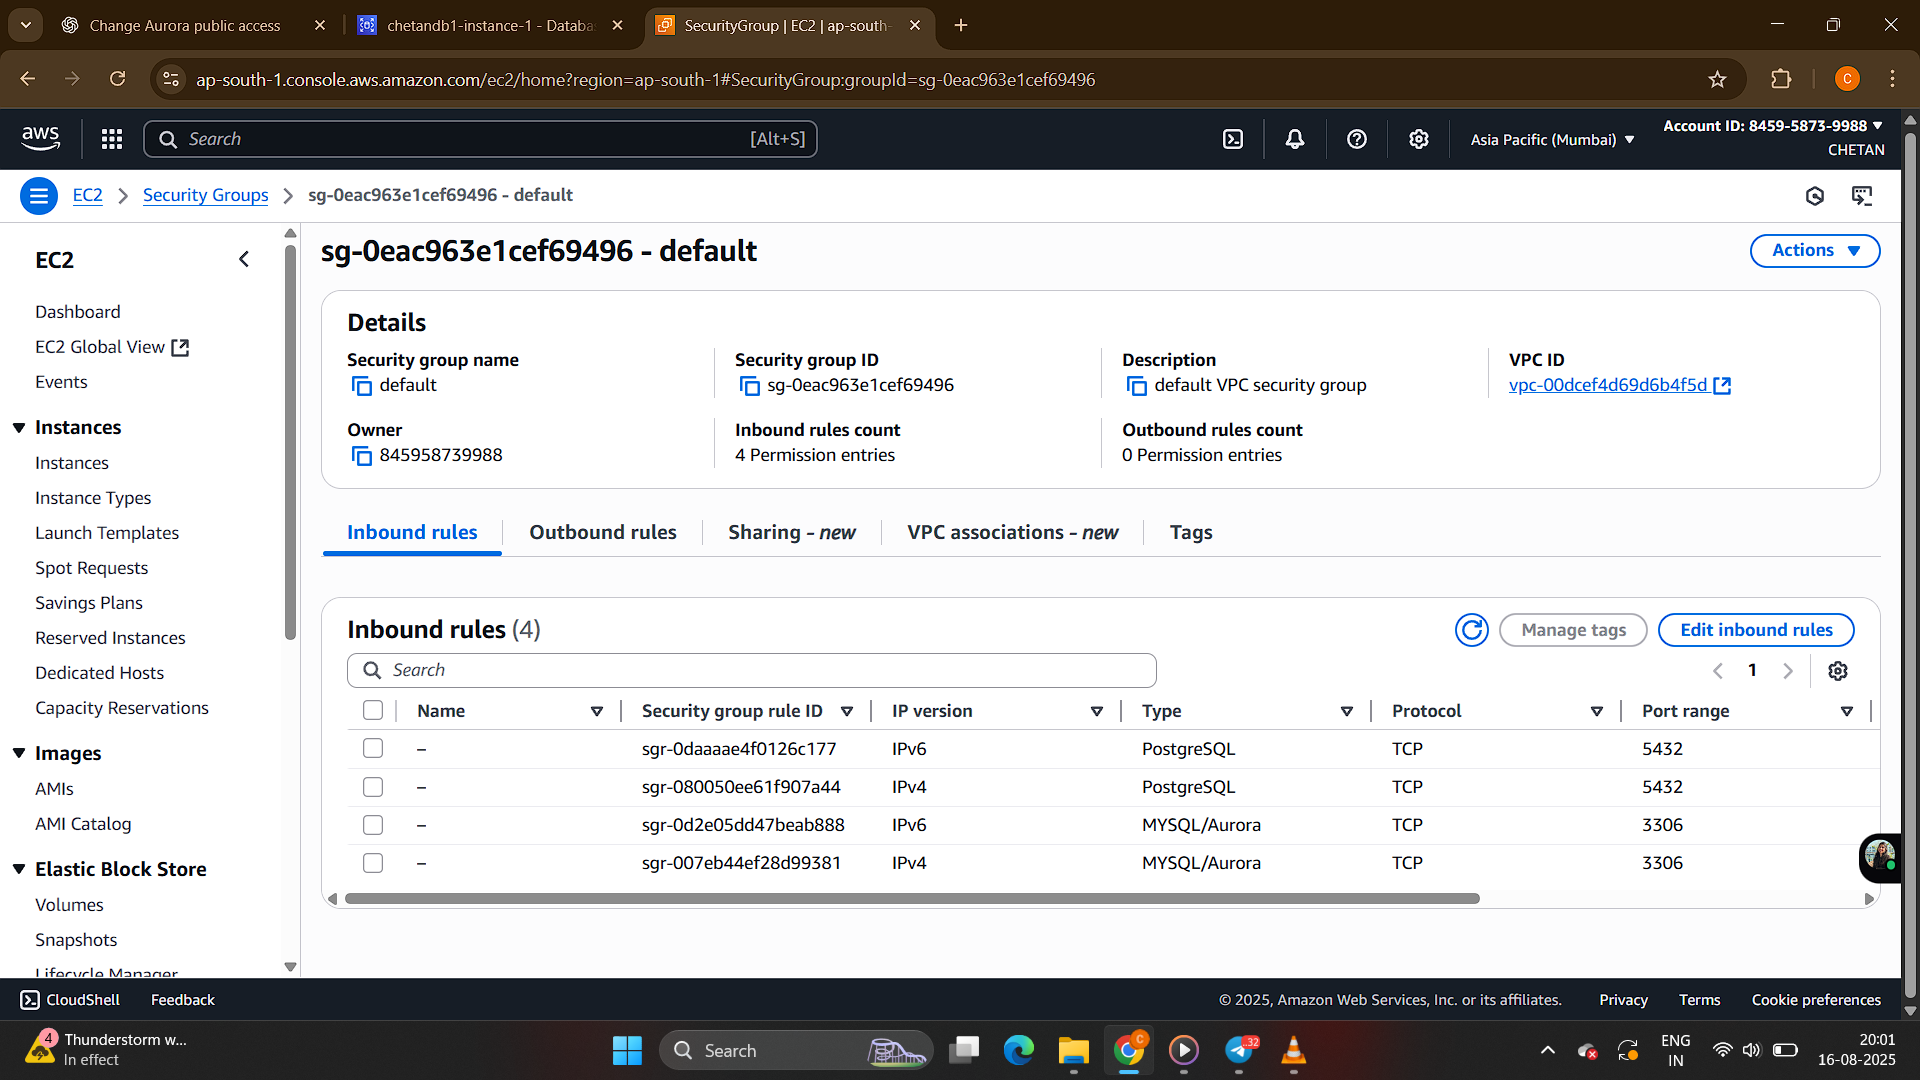 Change Aurora public access
chetandb1-instance-1 - Databa
SecurityGroup | EC2 | ap-south-
ap-south-1.console.aws.amazon.com/ec2/home?region=ap-south-1#SecurityGroup:groupId=sg-0eac963e1cef69496
C
aws
Search
[Alt+S]
Asia Pacific (Mumbai)
Account ID: 8459-5873-9988
CHETAN
EC2
Security Groups
sg-0eac963e1cef69496 - default
EC2
Dashboard
EC2 Global View
Events
Instances
Instances
Instance Types
Launch Templates
Spot Requests
Savings Plans
Reserved Instances
Dedicated Hosts
Capacity Reservations
Images
AMIs
AMI Catalog
Elastic Block Store
Volumes
Snapshots
Lifecycle Manager
sg-0eac963e1cef69496 - default
Actions
Details
Security group name
default
Security group ID
sg-0eac963e1cef69496
Description
default VPC security group
VPC ID
vpc-00dcef4d69d6b4f5d
Owner
845958739988
Inbound rules count
4 Permission entries
Outbound rules count
0 Permission entries
Inbound rules
Outbound rules
Sharing - new
VPC associations - new
Tags
Inbound rules (4)
Manage tags
Edit inbound rules
Search
1
Name Security group rule ID IP version Type Protocol Port range
– sgr-0daaaae4f0126c177 IPv6 PostgreSQL TCP 5432
– sgr-080050ee61f907a44 IPv4 PostgreSQL TCP 5432
– sgr-0d2e05dd47beab888 IPv6 MYSQL/Aurora TCP 3306
– sgr-007eb44ef28d99381 IPv4 MYSQL/Aurora TCP 3306
CloudShell
Feedback
© 2025, Amazon Web Services, Inc. or its affiliates.
Privacy
Terms
Cookie preferences
4
Thunderstorm w...
In effect
Search
C
32
ENG
IN
20:01
16-08-2025